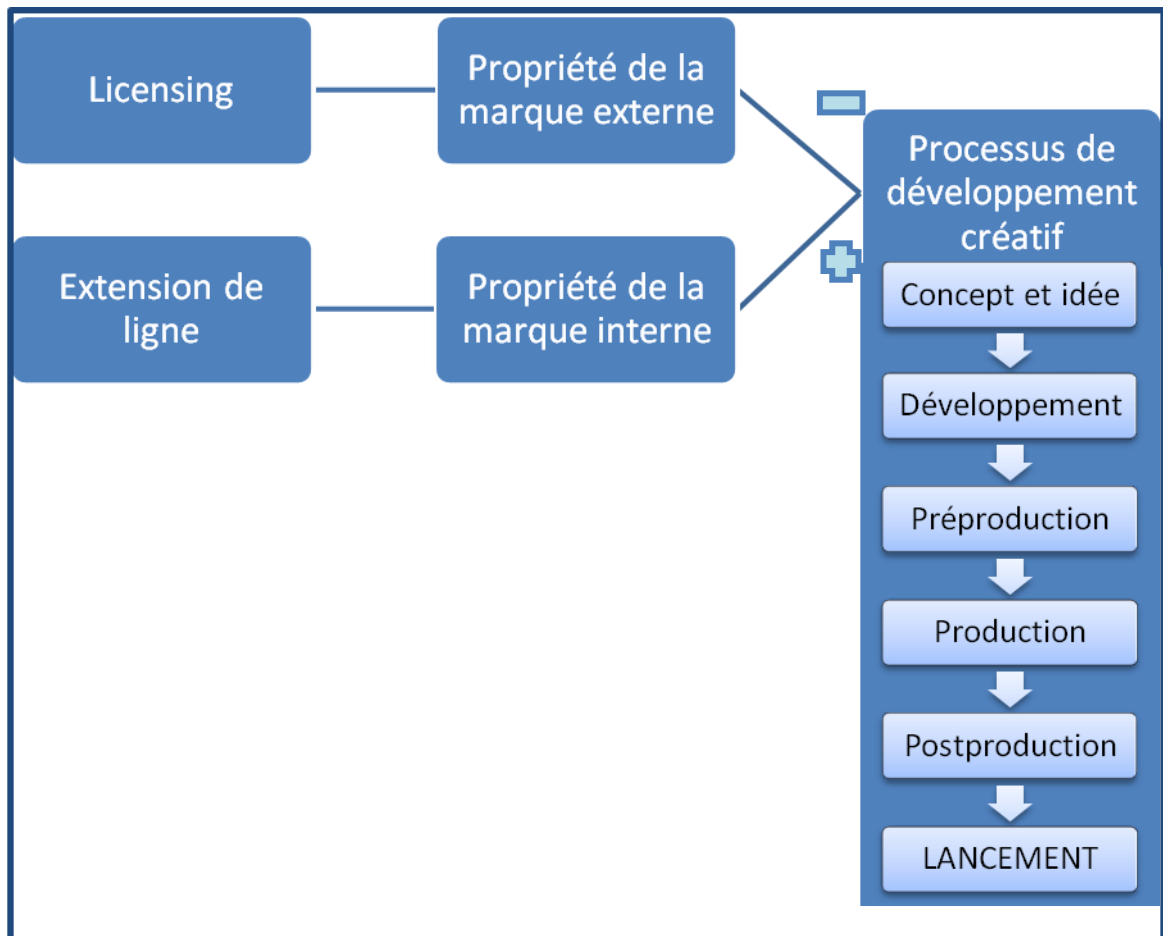 Licensing
Propriété de la
marque externe
Extension de
ligne
Propriété de la
marque interne
Processus de
développement
créatif
Concept et idée
Développement
Préproduction
Production
Postproduction
LANCEMENT